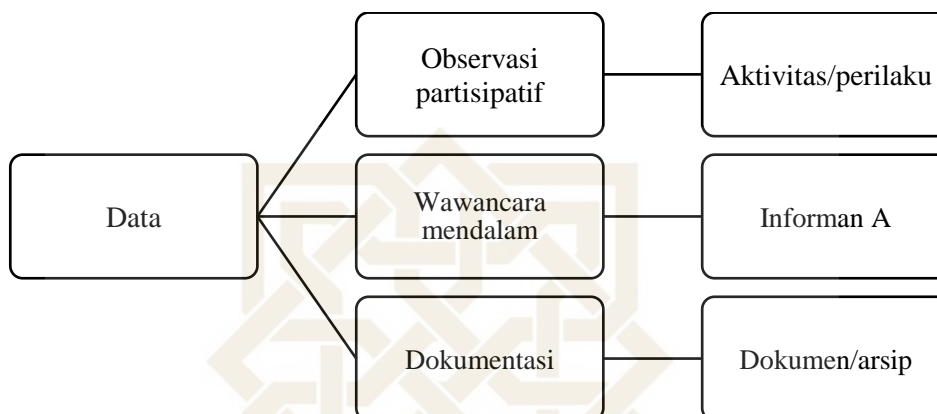 Observasi
partisipatif
Aktivitas/perilaku
Data
Wawancara
mendalam
Informan A
Dokumentasi
Dokumen/arsip